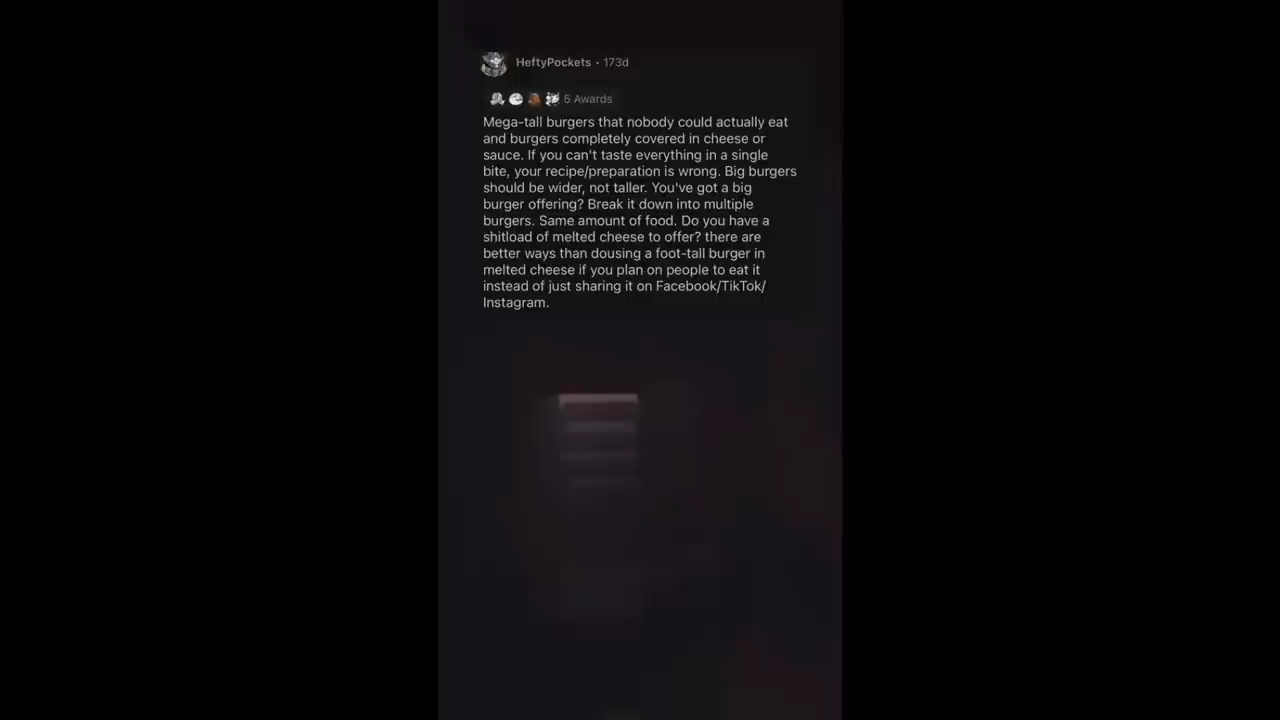 HeftyPockets · 173d
5 Awards
Mega-tall burgers that nobody could actually eat
and burgers completely covered in cheese or
sauce. If you can't taste everything in a single
bite, your recipe/preparation is wrong. Big burgers
should be wider, not taller. You've got a big
burger offering? Break it down into multiple
burgers. Same amount of food. Do you have a
shitload of melted cheese to offer? there are
better ways than dousing a foot-tall burger in
melted cheese if you plan on people to eat it
instead of just sharing it on Facebook/TikTok/
Instagram.